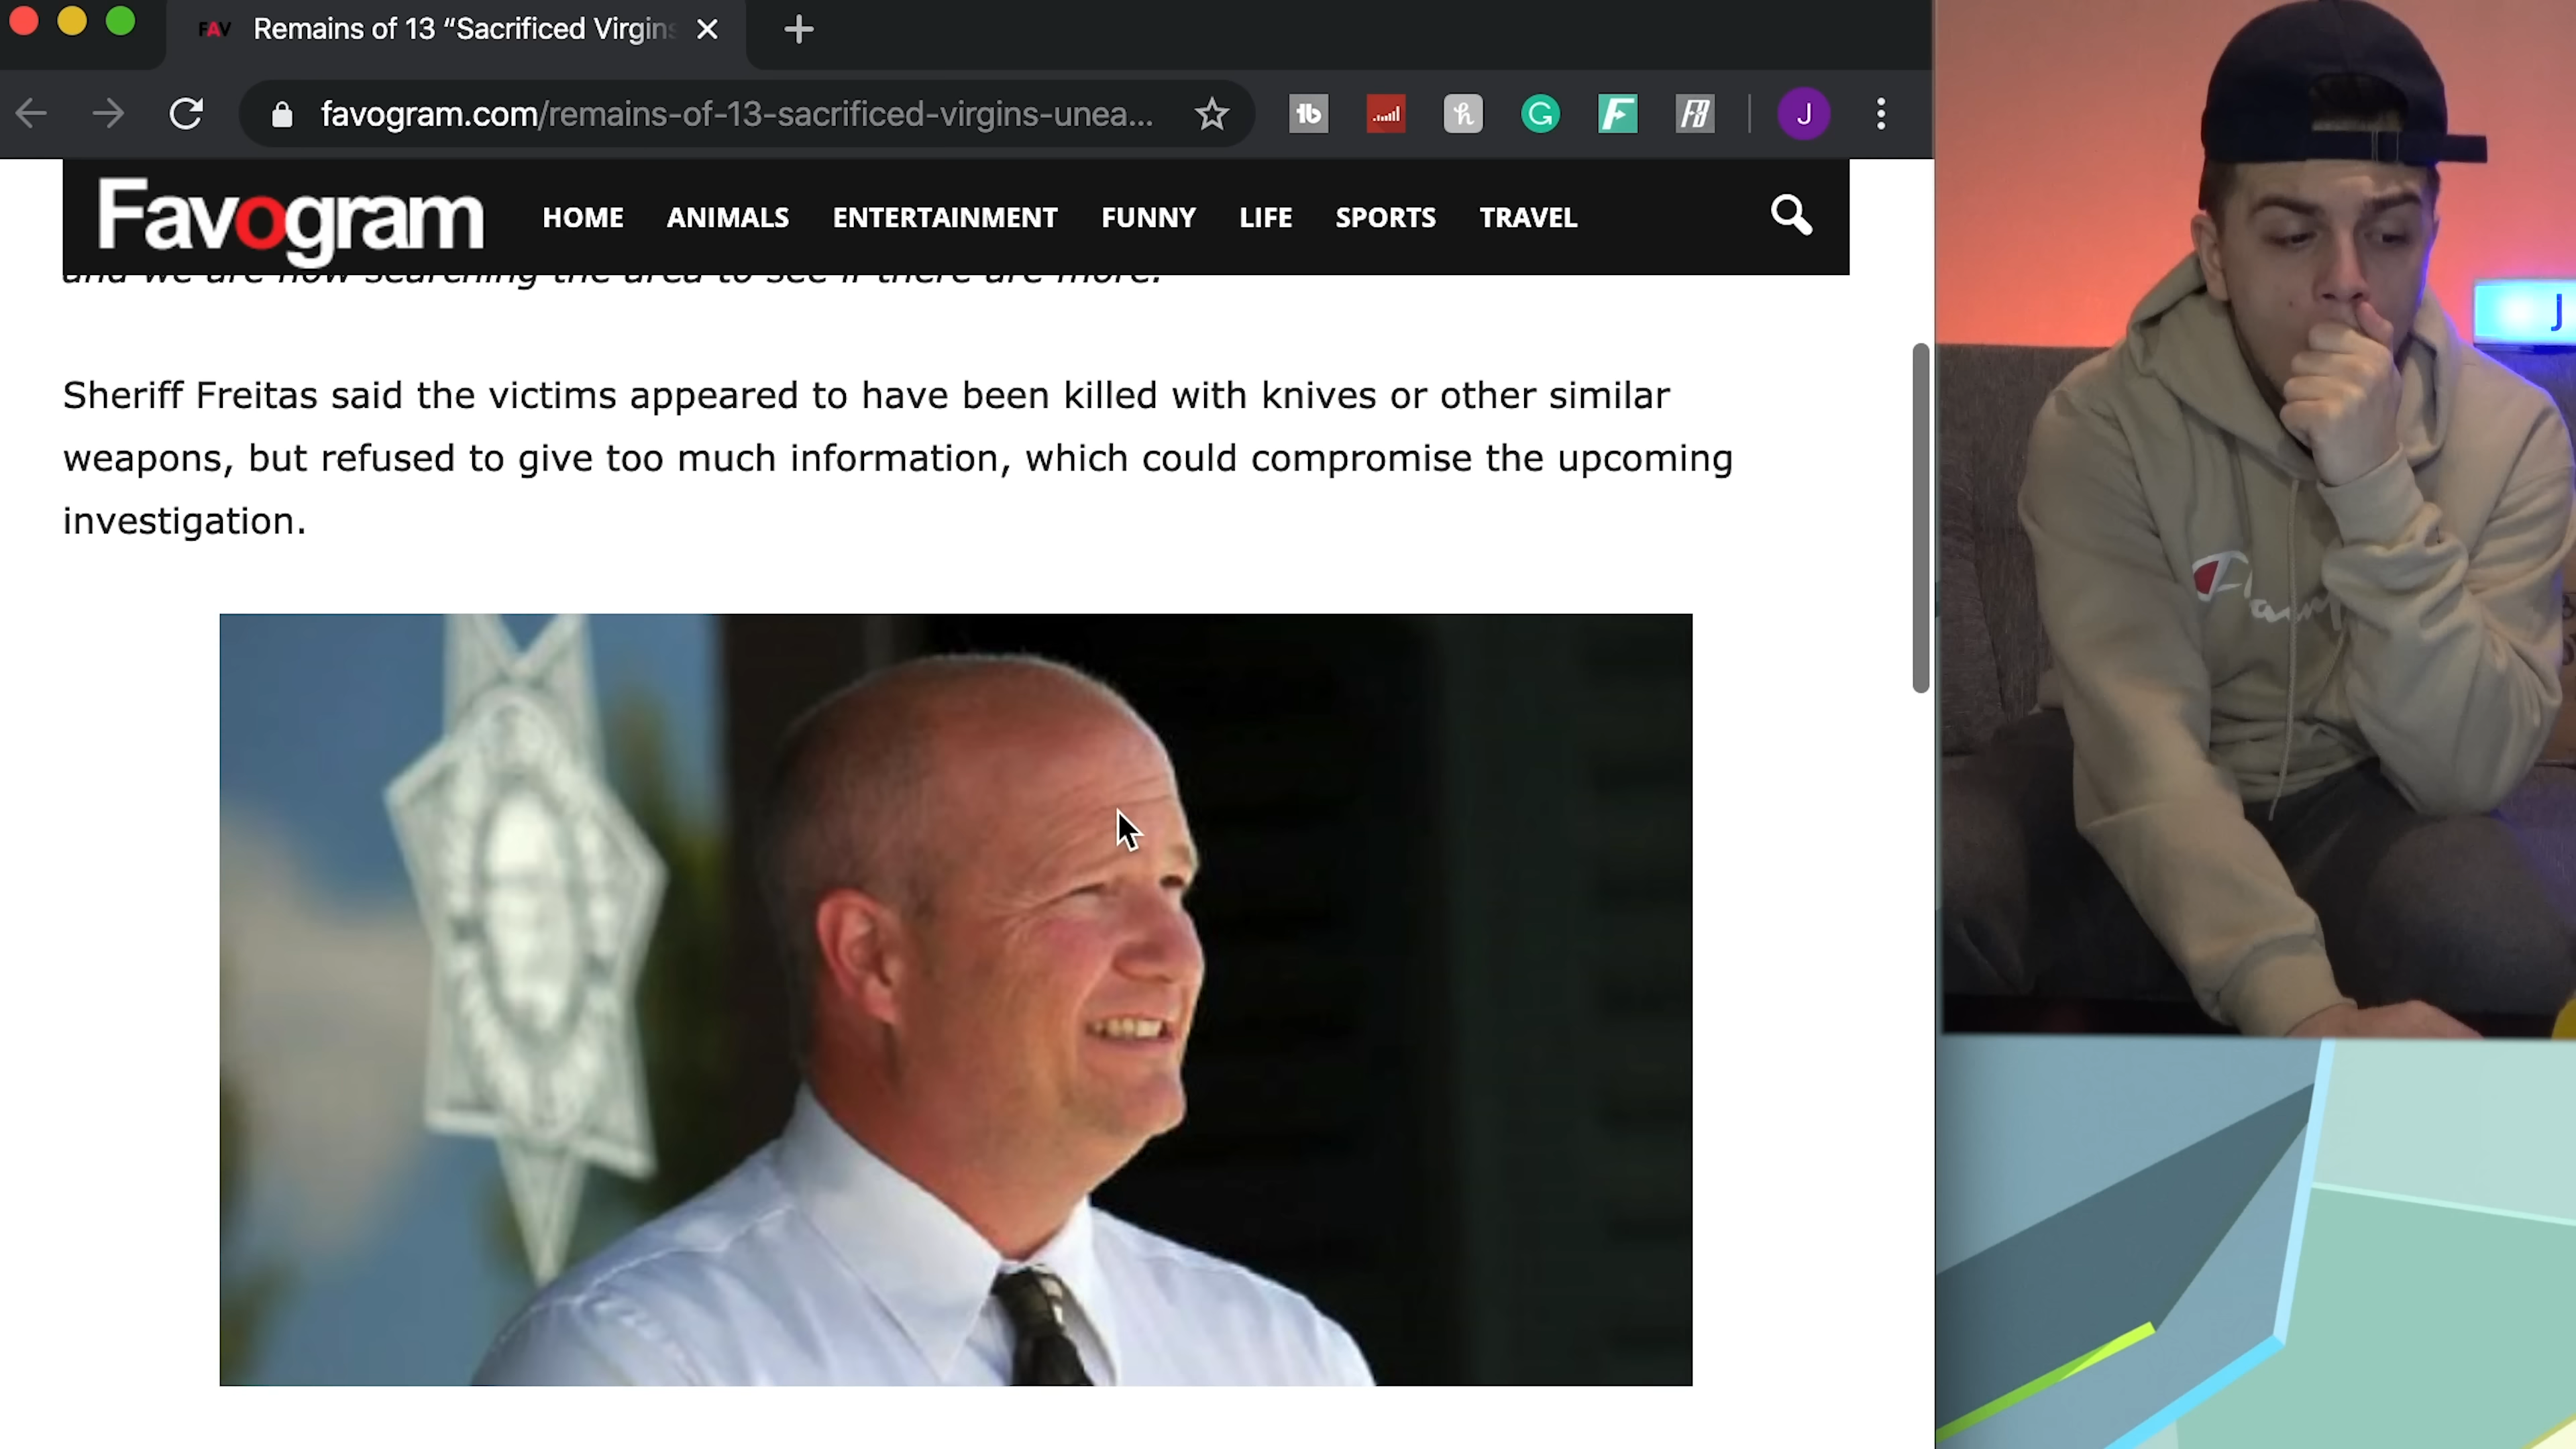 FAV Remains of 13 “Sacrificed Virgins
favogram.com/remains-of-13-sacrificed-virgins-unea...
J
Favogram HOME ANIMALS ENTERTAINMENT FUNNY LIFE SPORTS TRAVEL
and we are now searching the area to see if there are more.
Sheriff Freitas said the victims appeared to have been killed with knives or other similar
weapons, but refused to give too much information, which could compromise the upcoming
investigation.
J